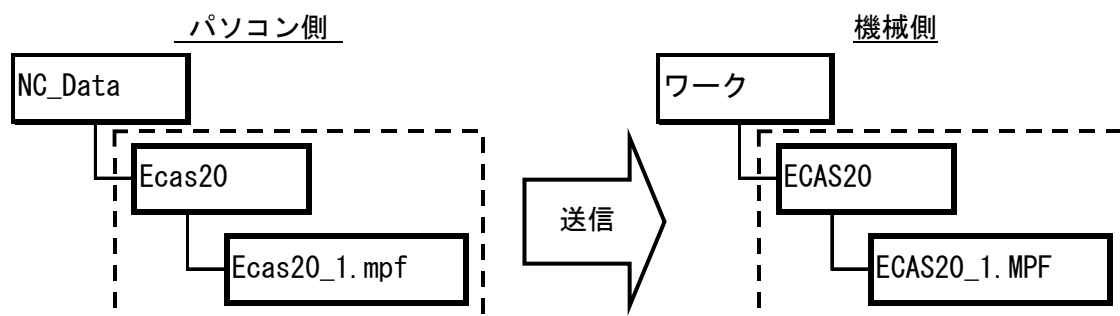 パソコン側
機械側
NC_Data
ワーク
Ecas20
ECAS20
送信
Ecas20_1.mpf
ECAS20_1.MPF